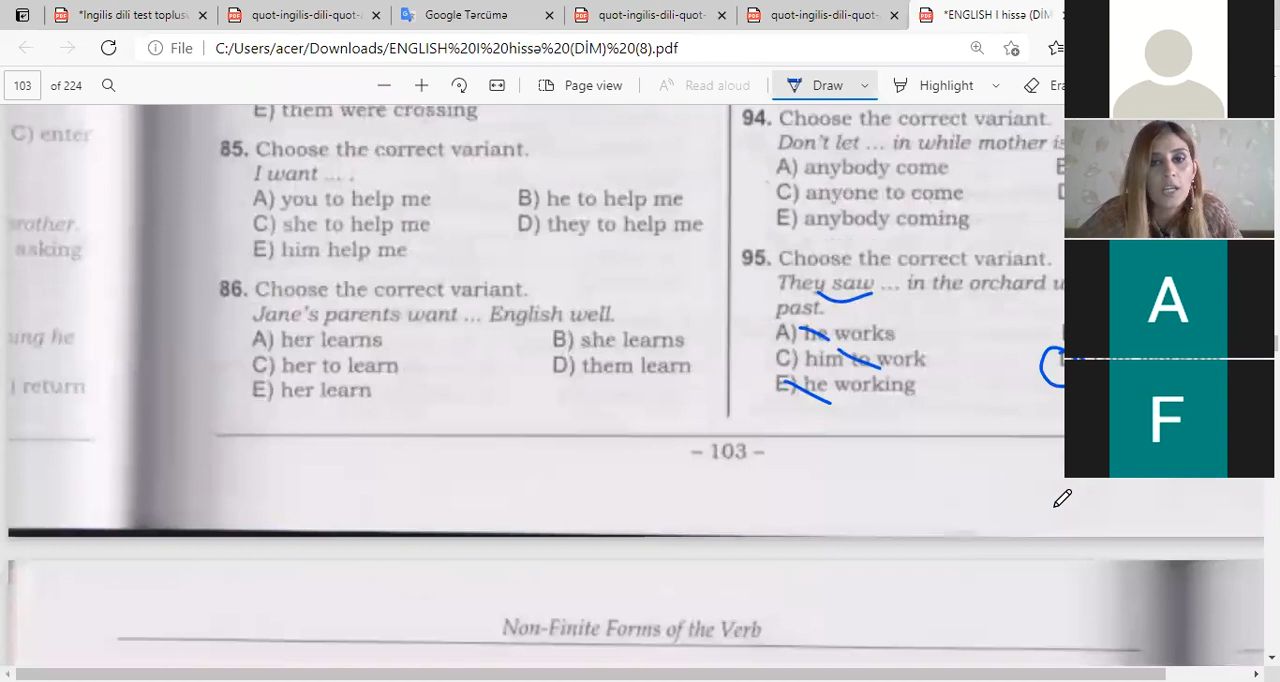 *Ingilis dili test toplusu
quot-ingilis-dili-quot-
Google Tərcümə
quot-ingilis-dili-quot-
quot-ingilis-dili-quot-
*ENGLISH I hissə (DİM)
File
C:/Users/acer/Downloads/ENGLISH%20I%20hissə%20(DİM)%20(8).pdf
103
of 224
Page view
Read aloud
Draw
Highlight
Era
C) enter
asking
ing he
return
E) them were crossing
85. Choose the correct variant.
I want ... .
A) you to help me
B) he to help me
C) she to help me
D) they to help me
E) him help me
86. Choose the correct variant.
Jane's parents want ... English well.
A) her learns
B) she learns
C) her to learn
D) them learn
E) her learn
94. Choose the correct variant.
Don't let ... in while mother is
A) anybody come
C) anyone to come
E) anybody coming
95. Choose the correct variant.
They saw ... in the orchard
past.
A) he works
C) him to work
E) he working
– 103 –
Non-Finite Forms of the Verb
A
F